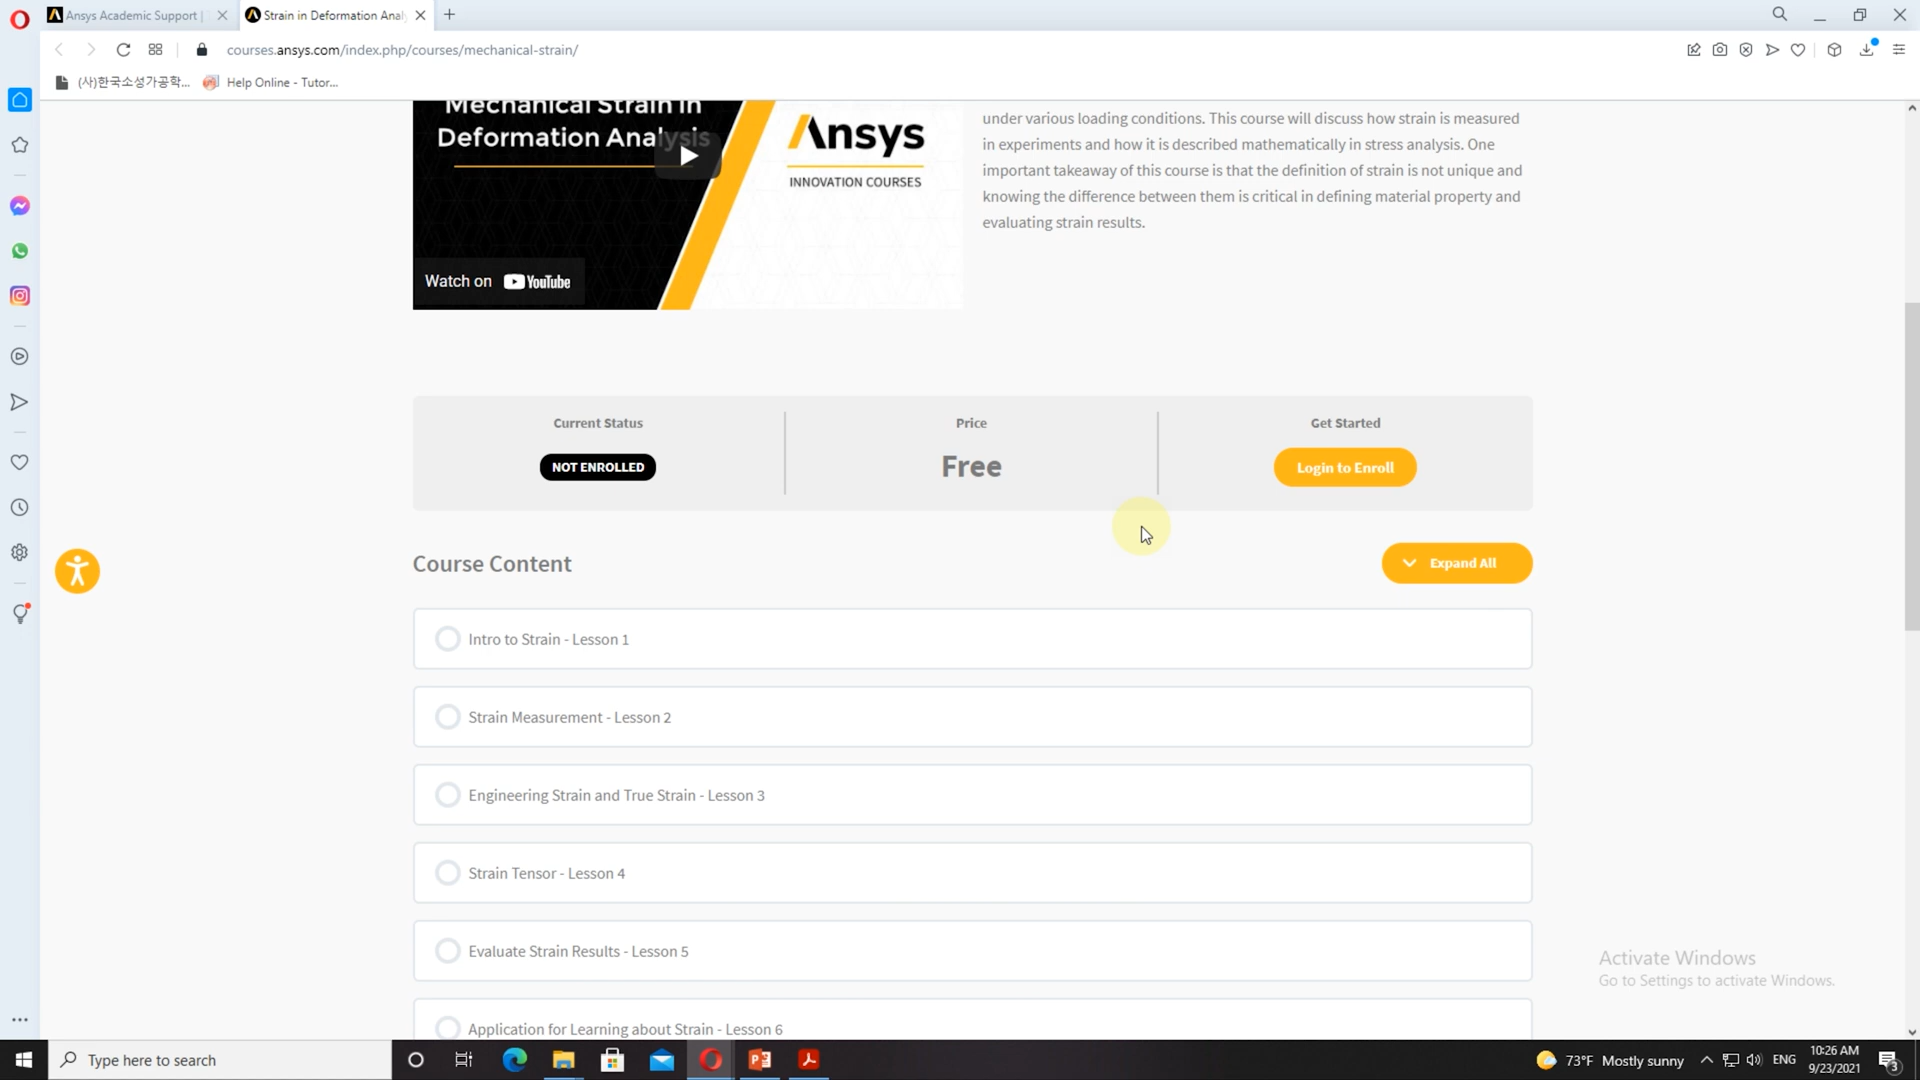 Ansys Academic Support |
Strain in Deformation Anal
courses.ansys.com/index.php/courses/mechanical-strain/
(사)한국소성가공학...
Help Online - Tutor...
Mechanical Strain in
Deformation Analysis
Ansys
INNOVATION COURSES
Watch on YouTube
under various loading conditions. This course will discuss how strain is measured
in experiments and how it is described mathematically in stress analysis. One
important takeaway of this course is that the definition of strain is not unique and
knowing the difference between them is critical in defining material property and
evaluating strain results.
Current Status
NOT ENROLLED
Price
Free
Get Started
Login to Enroll
Course Content
Expand All
Intro to Strain - Lesson 1
Strain Measurement - Lesson 2
Engineering Strain and True Strain - Lesson 3
Strain Tensor - Lesson 4
Evaluate Strain Results - Lesson 5
Application for Learning about Strain - Lesson 6
Activate Windows
Go to Settings to activate Windows.
Type here to search
73°F Mostly sunny
ENG
10:26 AM
9/23/2021
3